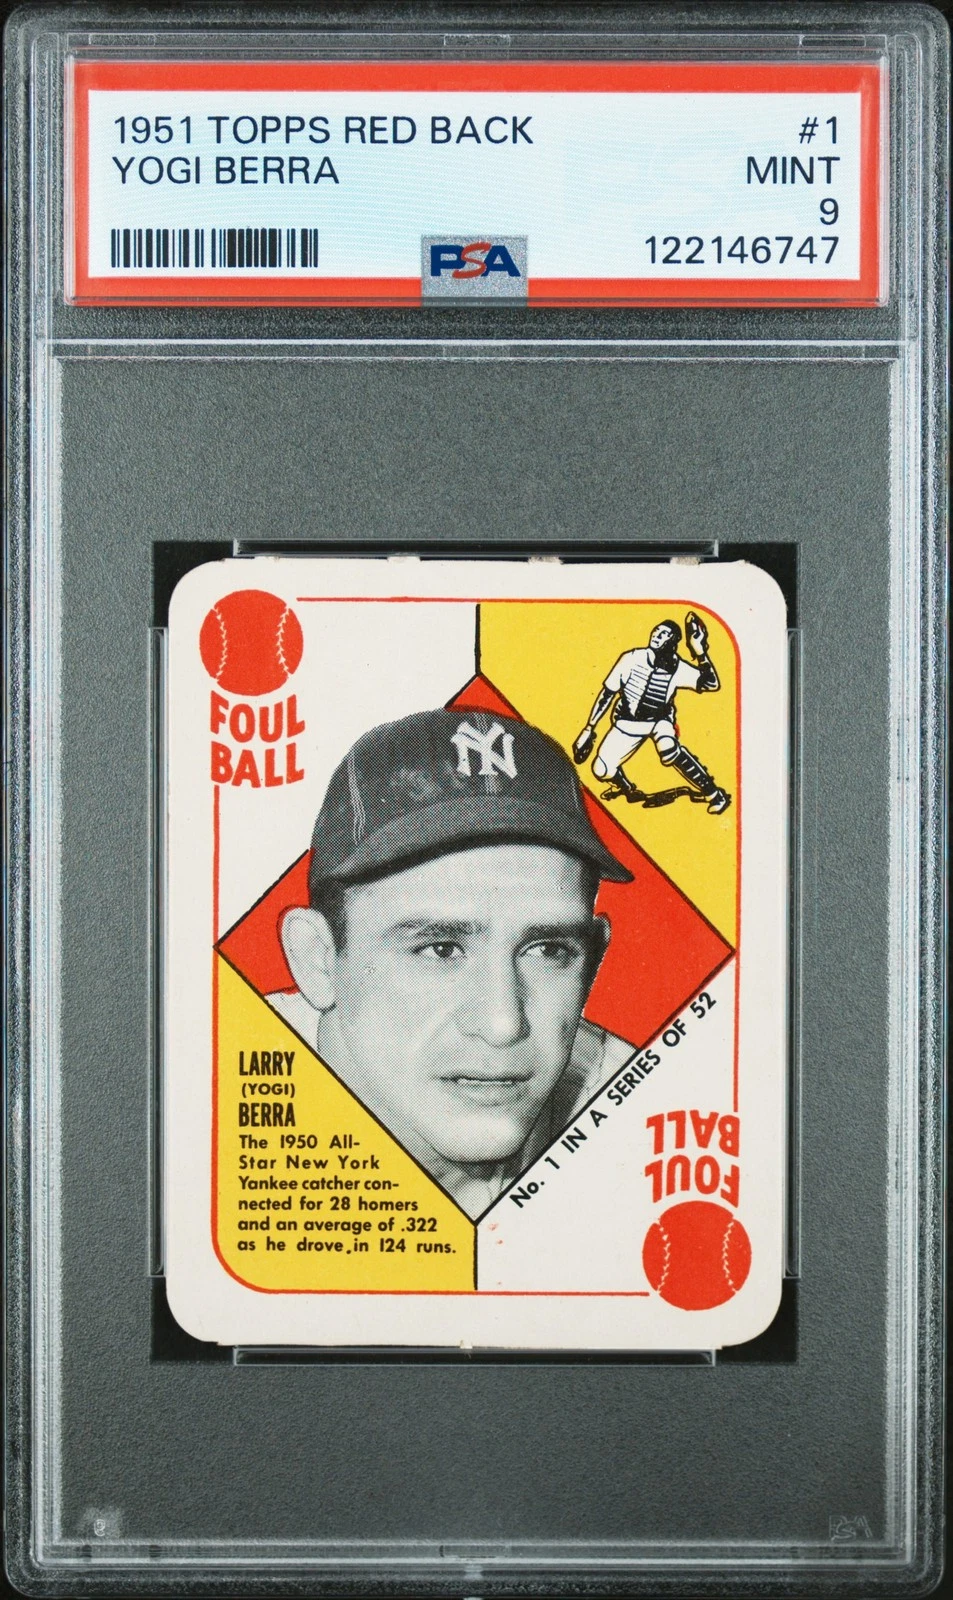 1951 TOPPS RED BACK
#1
YOGI BERRA
MINT
9
PSA
122146747
FOUL
BALL
NY
LARRY
(YOGI)
BERRA
The 1950 All-
Star New York
Yankee catcher con-
nected for 28 homers
and an average of .322
as he drove in 124 runs.
No. 1 IN A SERIES OF 52
FOUL
BALL
PSA